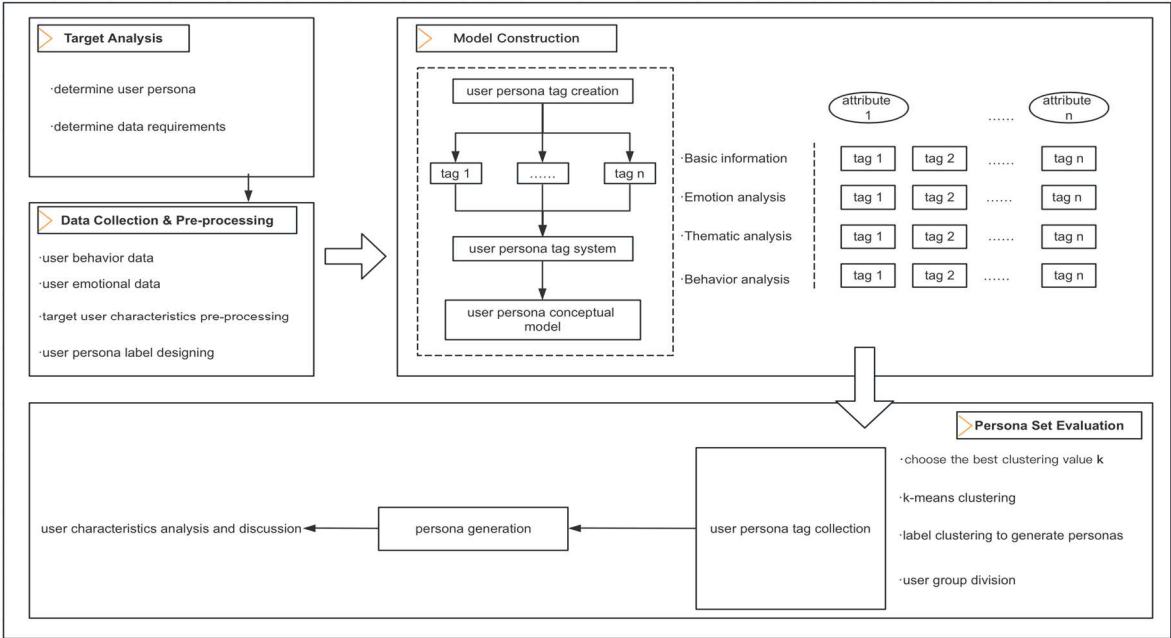 Target Analysis
·determine user persona
·determine data requirements
Data Collection & Pre-processing
·user behavior data
·user emotional data
·target user characteristics pre-processing
·user persona label designing
Model Construction
user persona tag creation
tag 1
......
tag n
user persona tag system
user persona conceptual
model
attribute
1
......
attribute
n
·Basic information
tag 1
tag 2
......
tag n
·Emotion analysis
tag 1
tag 2
......
tag n
·Thematic analysis
tag 1
tag 2
......
tag n
·Behavior analysis
tag 1
tag 2
......
tag n
Persona Set Evaluation
·choose the best clustering value k
·k-means clustering
·label clustering to generate personas
·user group division
user persona tag collection
persona generation
user characteristics analysis and discussion